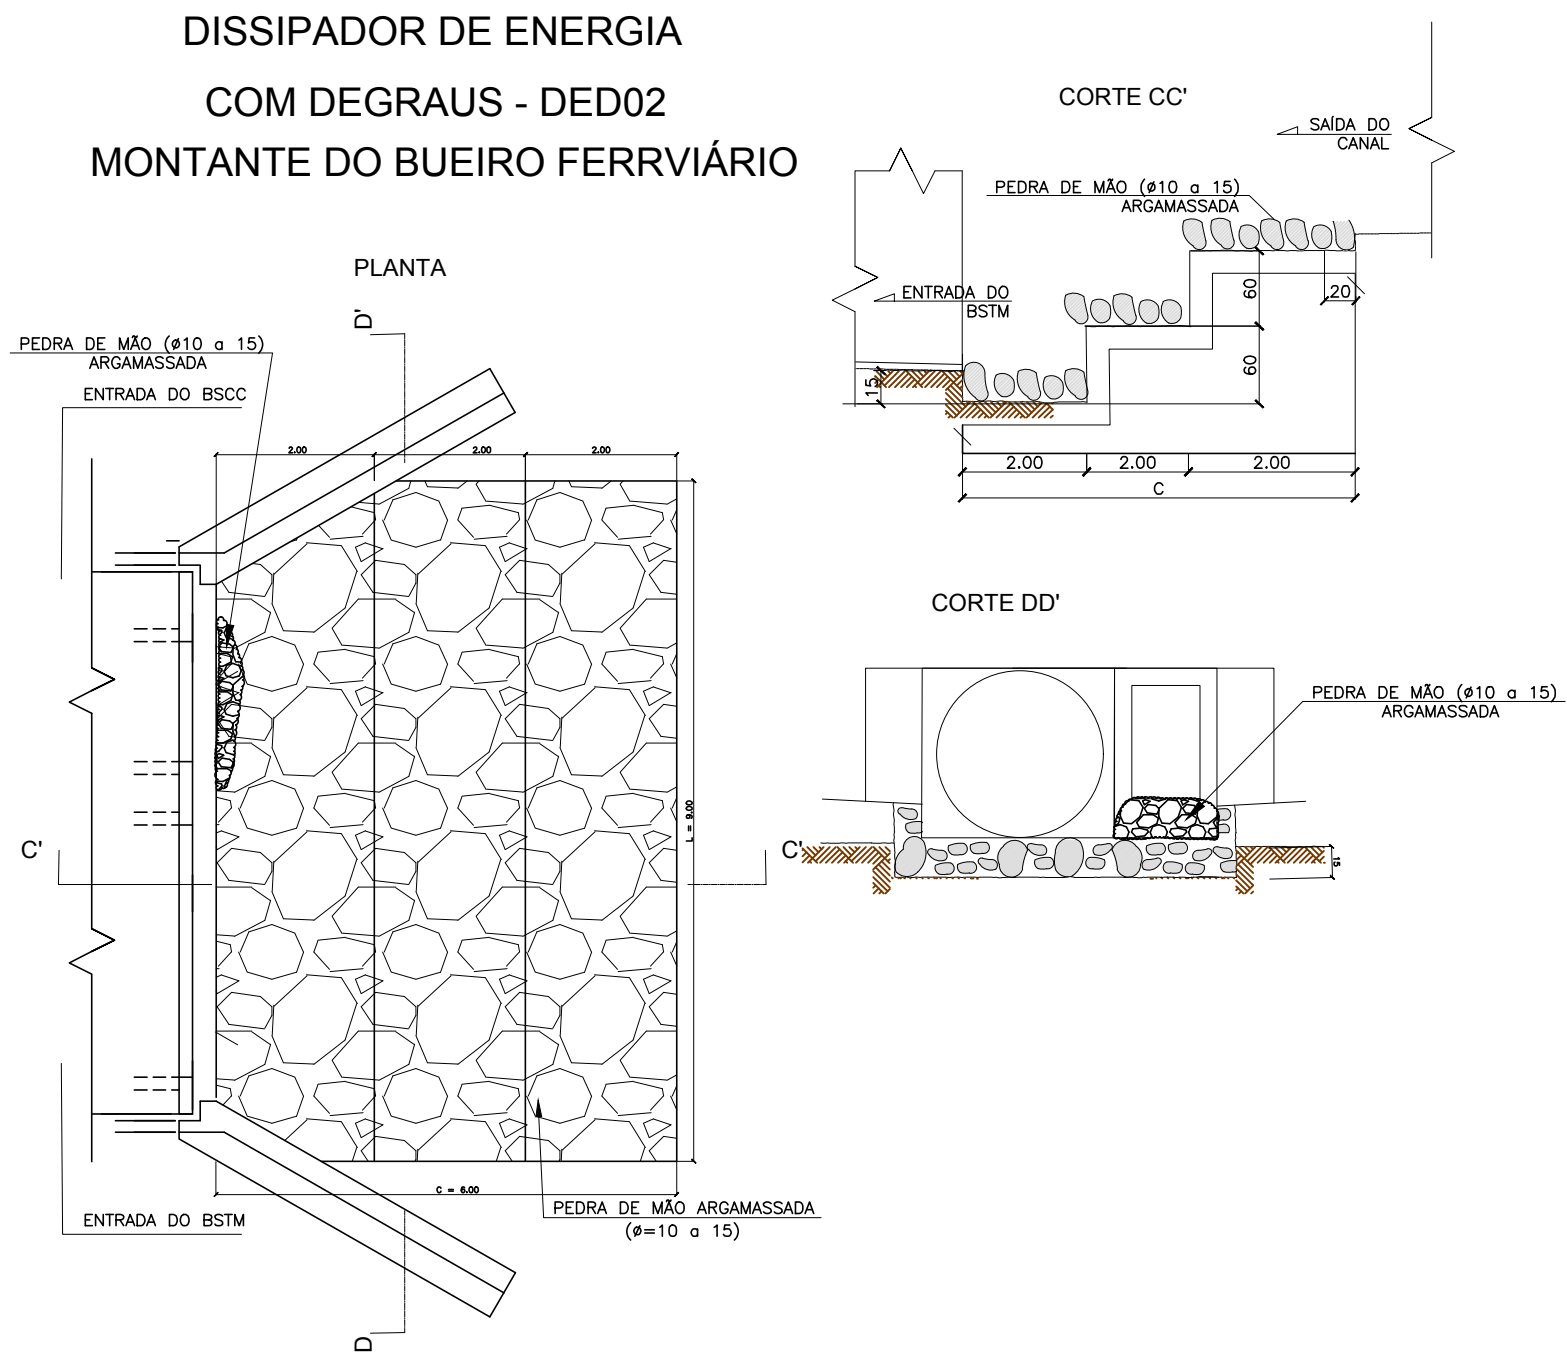 DISSIPADOR DE ENERGIA
COM DEGRAUS - DED02
MONTANTE DO BUEIRO FERRVIÁRIO
PLANTA
D'
PEDRA DE MÃO (ø10 a 15)
ARGAMASSADA
ENTRADA DO BSCC
2.00
2.00
2.00
L = 9.00
C'
C'
C = 6.00
PEDRA DE MÃO ARGAMASSADA
(ø=10 a 15)
ENTRADA DO BSTM
D
CORTE CC'
SAÍDA DO
CANAL
PEDRA DE MÃO (ø10 a 15)
ARGAMASSADA
ENTRADA DO
BSTM
60
20
60
15
2.00
2.00
2.00
C
CORTE DD'
PEDRA DE MÃO (ø10 a 15)
ARGAMASSADA
15